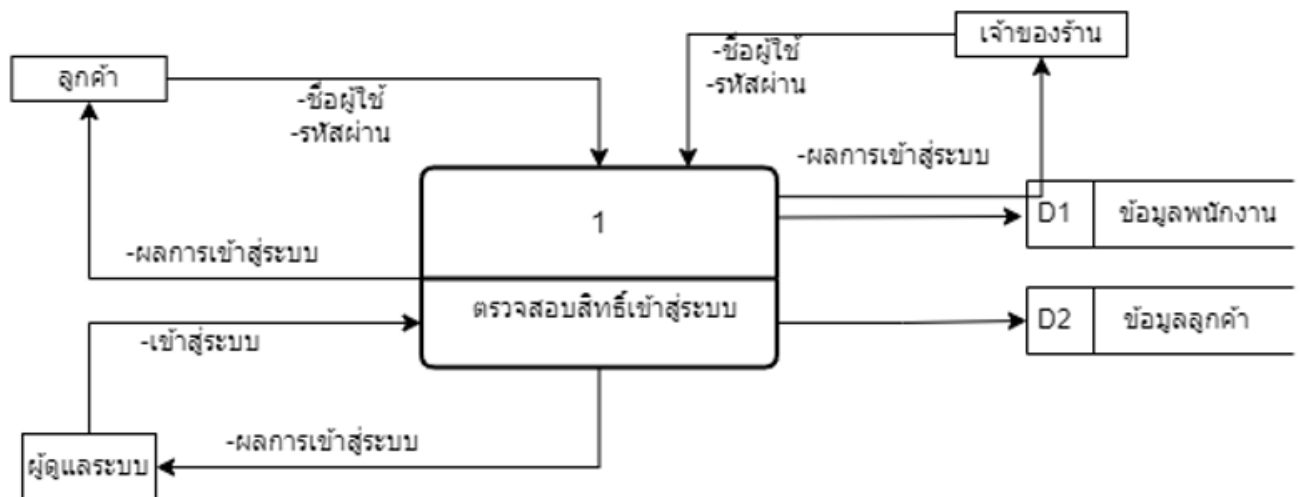 เจ้าของร้าน
-ชื่อผู้ใช้
-รหัสผ่าน
ลูกค้า
-ชื่อผู้ใช้
-รหัสผ่าน
-ผลการเข้าสู่ระบบ
1
D1 ข้อมูลพนักงาน
-ผลการเข้าสู่ระบบ
ตรวจสอบสิทธิ์เข้าสู่ระบบ
D2 ข้อมูลลูกค้า
-เข้าสู่ระบบ
-ผลการเข้าสู่ระบบ
ผู้ดูแลระบบ